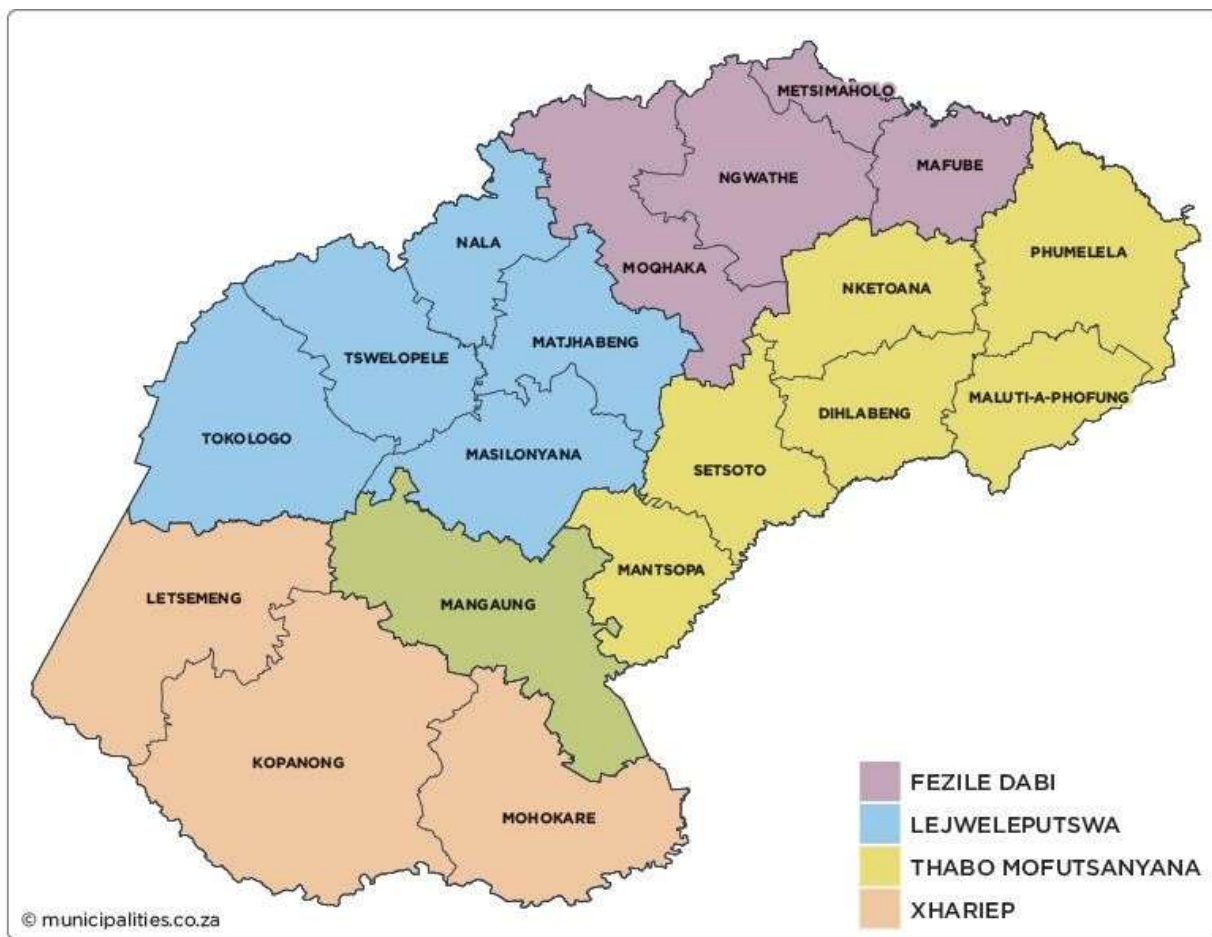 METSIMAHOLO
MAFUBE
NGWATHE
NALA
MOQHAKA
PHUMELELA
NKETOANA
MATJHABENG
TSWELOPELE
MALUTI-A-PHOFUNG
DIHLABENG
TOKOLOGO
MASILONYANA
SETSOTO
MANTSOPA
LETSEMENG
MANGAUNG
KOPANONG
MOHOKARE
FEZILE DABI
LEJWELEPUTSWA
THABO MOFUTSANYANA
XHARIEP
© municipalities.co.za